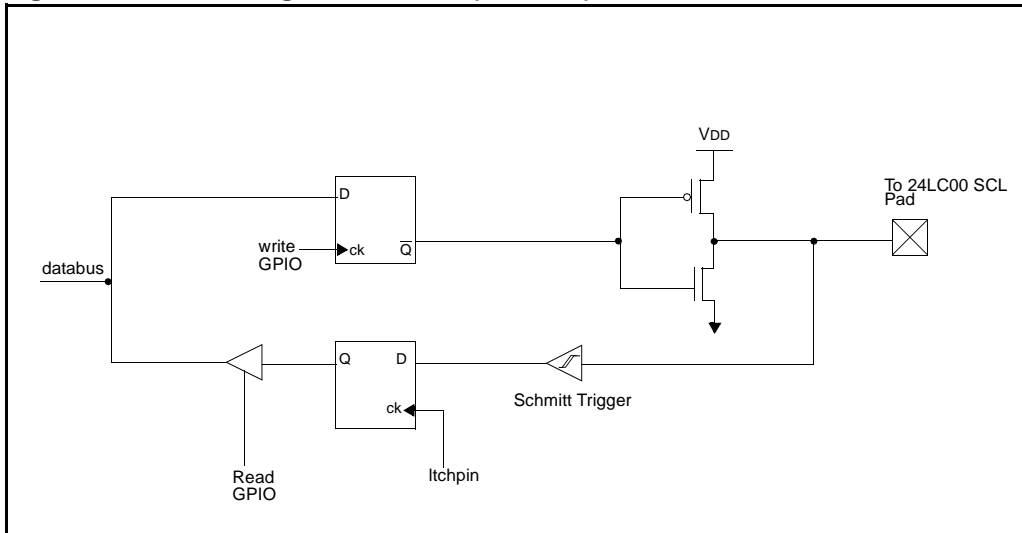 VDD
To 24LC00 SCL
Pad
D
write
GPIO
ck
Q
databus
Q
D
Schmitt Trigger
ck
Read
GPIO
ltchpin